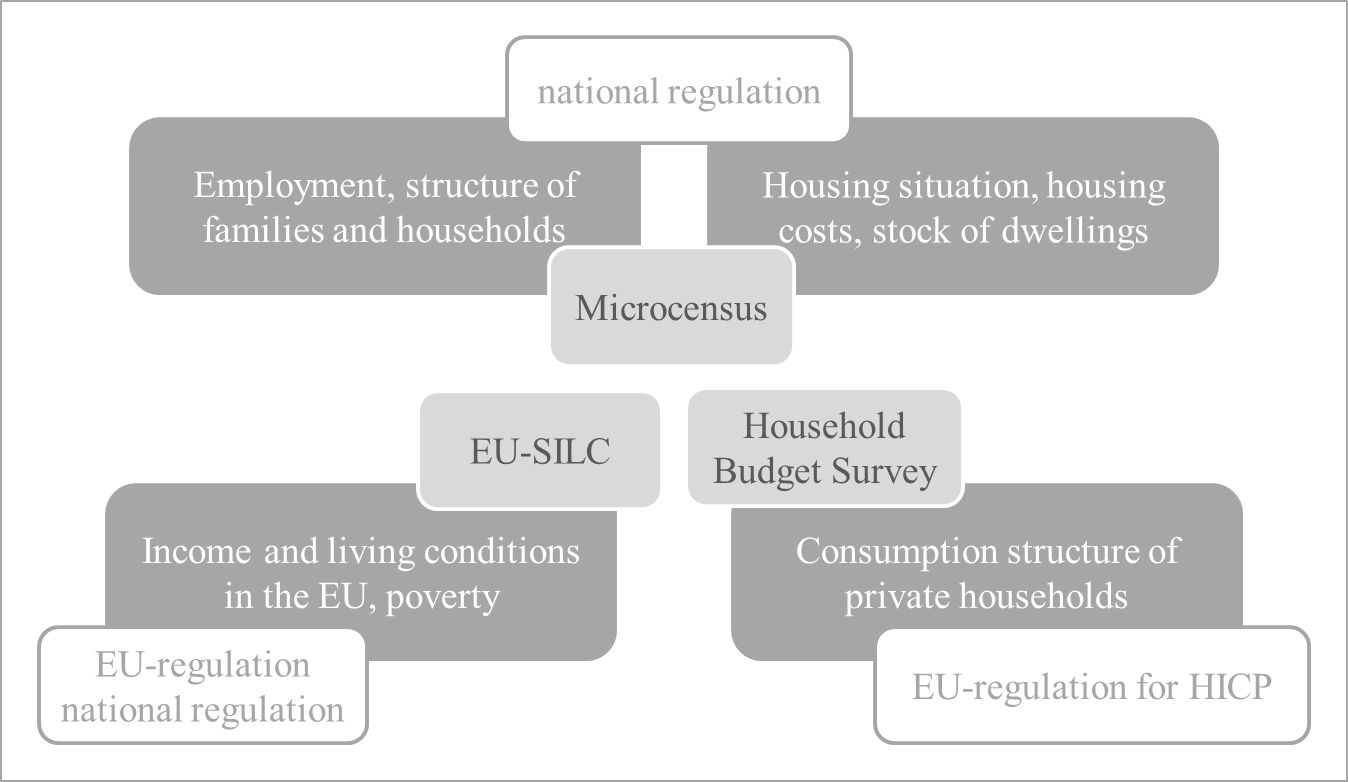 national regulation
Employment, structure of
families and households
Housing situation, housing
costs, stock of dwellings
Microcensus
EU-SILC
Household
Budget Survey
Income and living conditions
in the EU, poverty
Consumption structure of
private households
EU-regulation
national regulation
EU-regulation for HICP